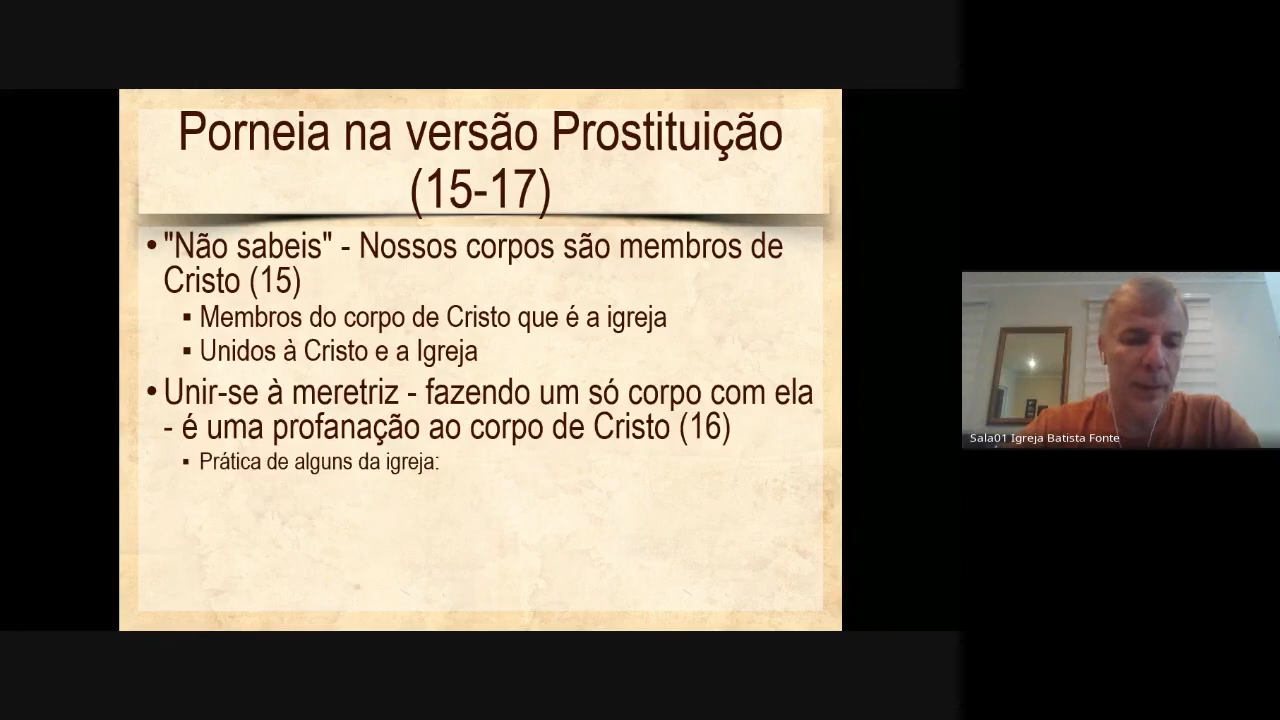 Porneia na versão Prostituição
(15-17)
• "Não sabeis" - Nossos corpos são membros de
Cristo (15)
▪ Membros do corpo de Cristo que é a igreja
▪ Unidos à Cristo e a Igreja
• Unir-se à meretriz - fazendo um só corpo com ela
- é uma profanação ao corpo de Cristo (16)
▪ Prática de alguns da igreja:
Sala01 Igreja Batista Fonte